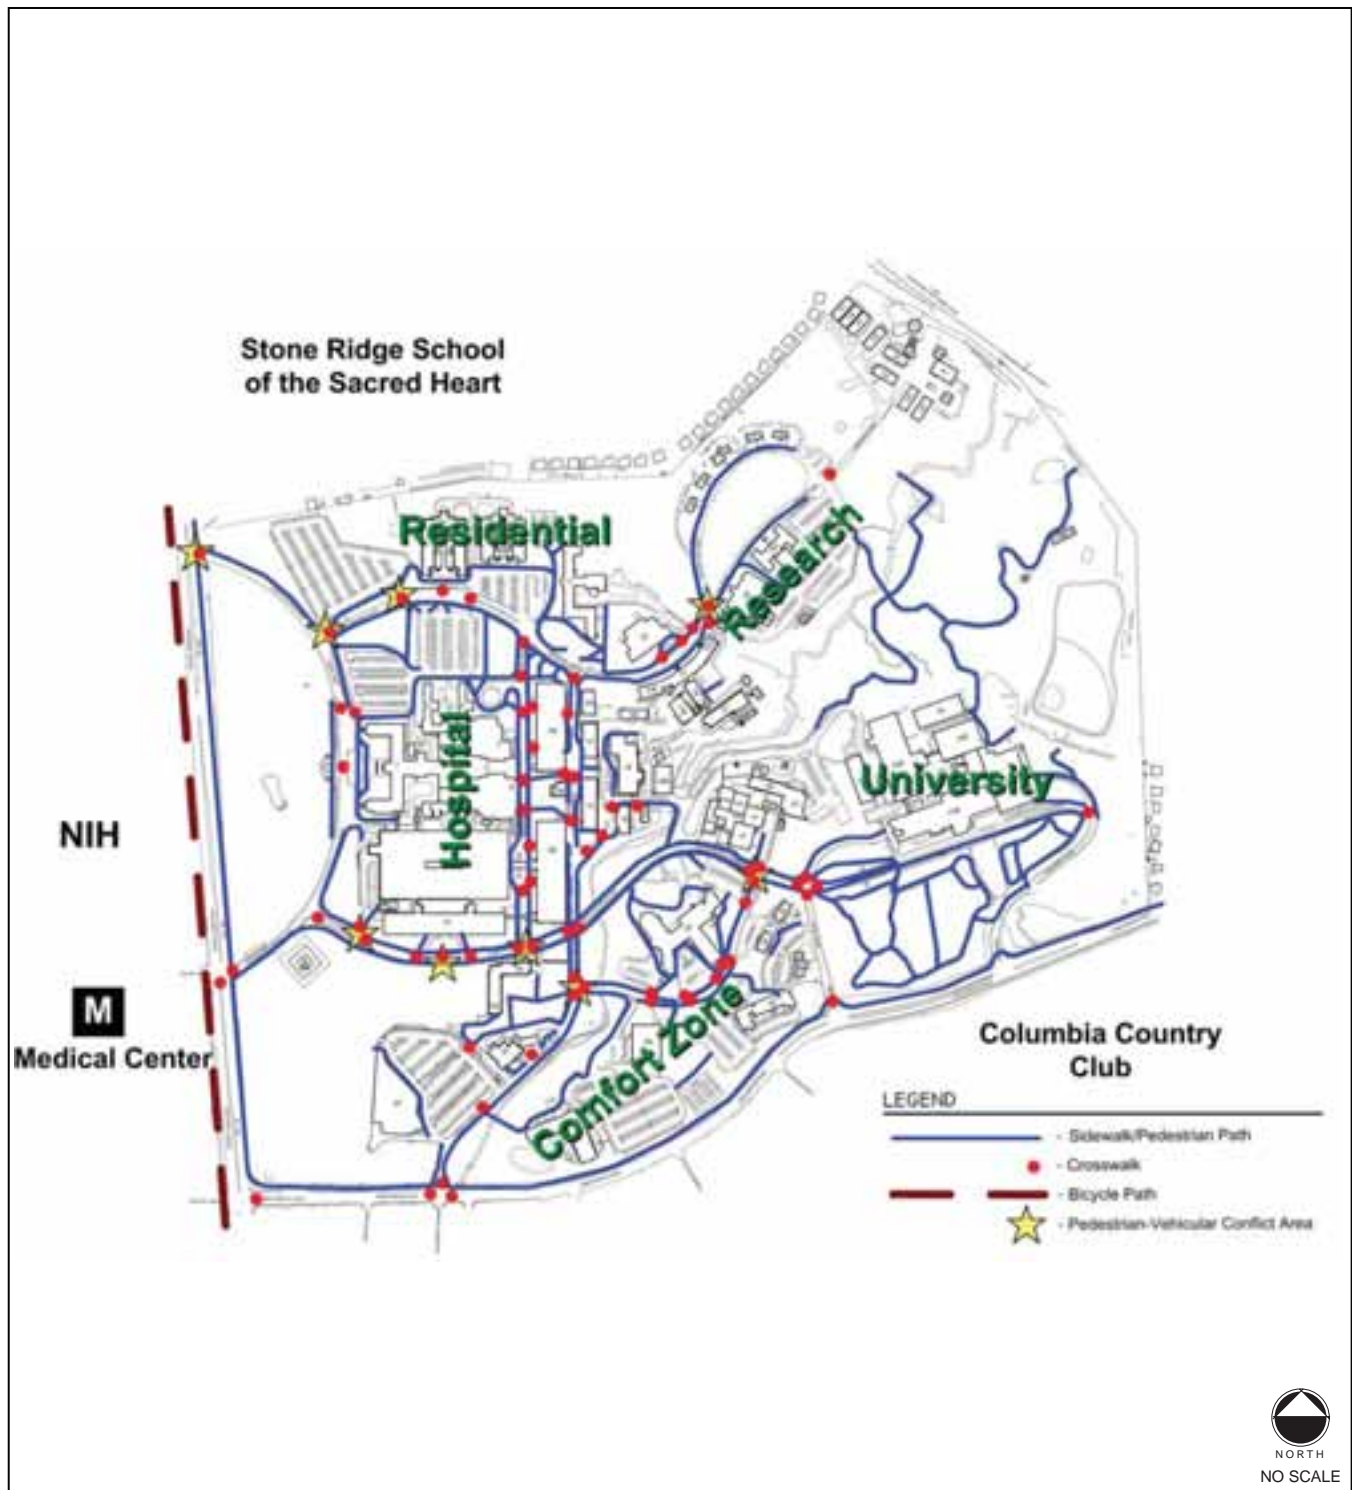 Stone Ridge School
of the Sacred Heart
Residential
Research
Hospital
University
NIH
M
Medical Center
Comfort Zone
Columbia Country
Club
LEGEND
- Sidewalk/Pedestrian Path
- Crosswalk
- Bicycle Path
- Pedestrian-Vehicular Conflict Area
NORTH
NO SCALE